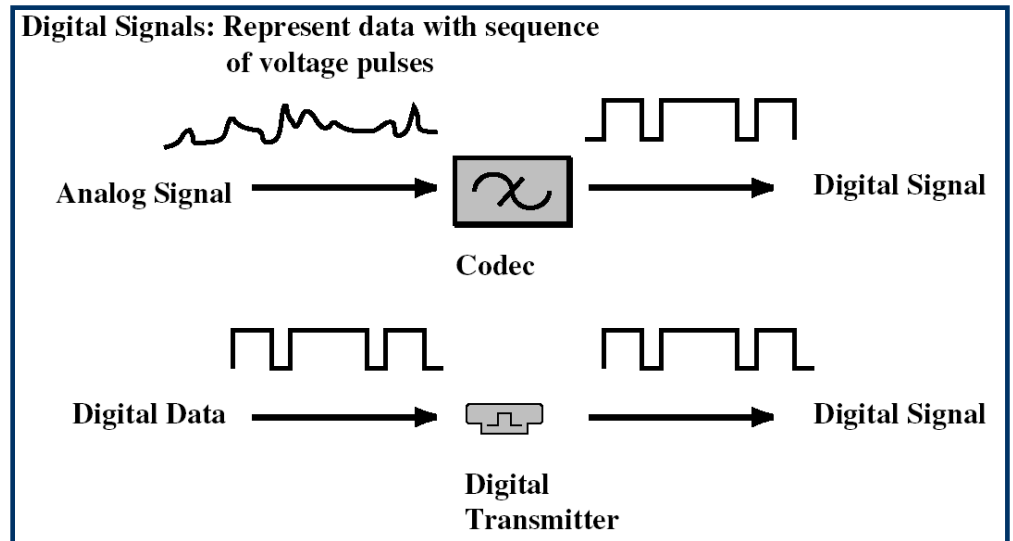 Digital Signals: Represent data with sequence
of voltage pulses
Analog Signal
Digital Signal
Codec
Digital Data
Digital Signal
Digital
Transmitter